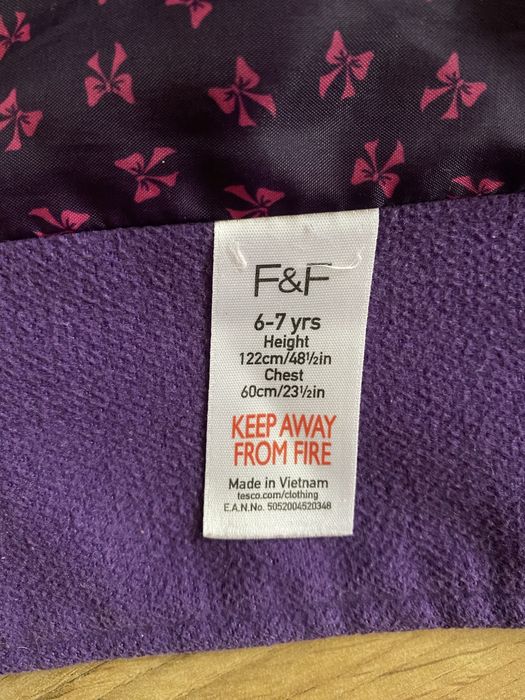 F&F
6-7 yrs
Height
122cm/48½in
Chest
60cm/23½in
KEEP AWAY
FROM FIRE
Made in Vietnam
tesco.com/clothing
E.A.N.No. 5052004520348